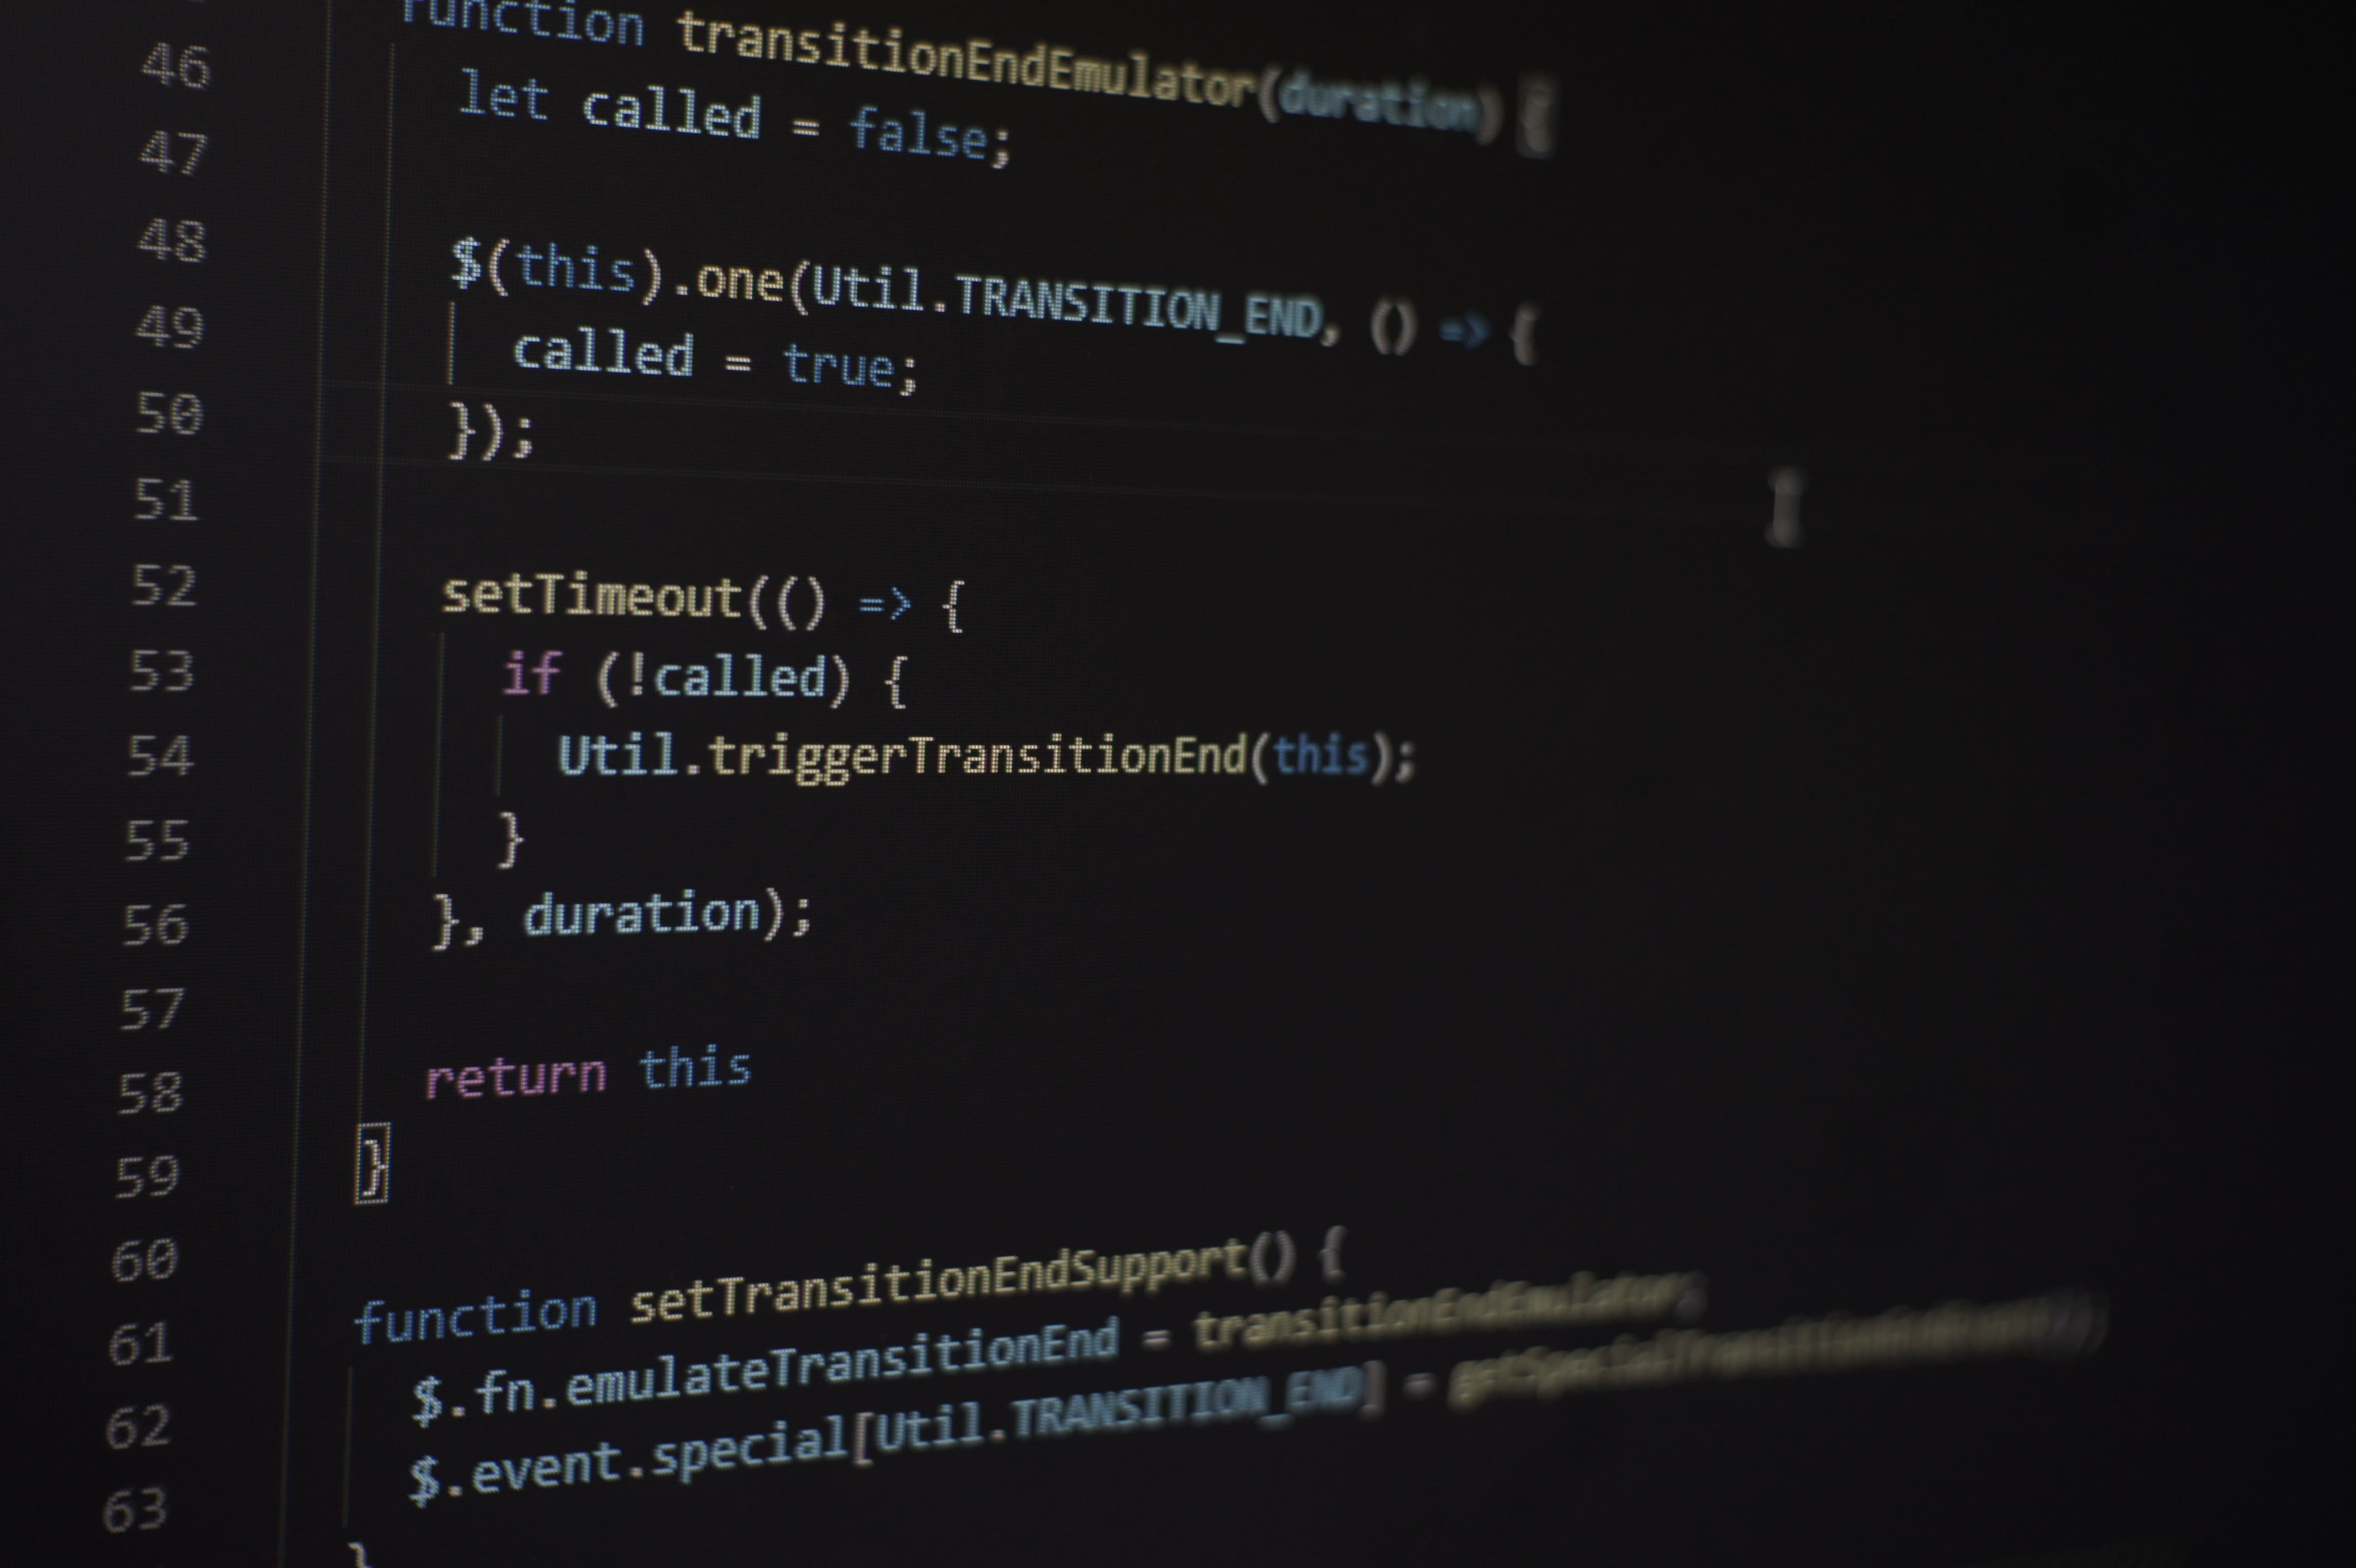 function transitionEndEmulator(duration) {
46 let called = false;
47
48 $(this).one(Util.TRANSITION_END, () => {
49 called = true;
50 });
51
52 setTimeout(() => {
53 if (!called) {
54 Util.triggerTransitionEnd(this);
55 }
56 }, duration);
57
58 return this
59 }
60
61 function setTransitionEndSupport() {
62 $.fn.emulateTransitionEnd = transitionEndEmulator;
63 $.event.special[Util.TRANSITION_END] =
}